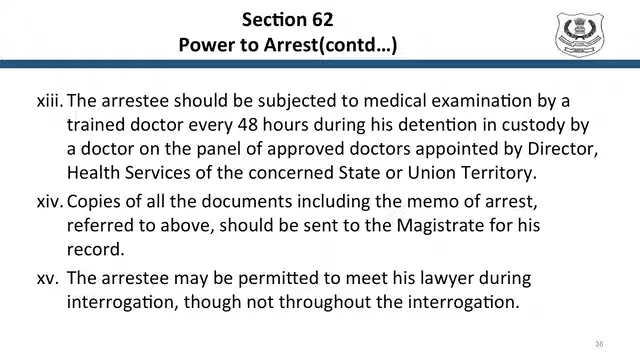 Section 62
Power to Arrest(contd...)
xiii. The arrestee should be subjected to medical examination by a
trained doctor every 48 hours during his detention in custody by
a doctor on the panel of approved doctors appointed by Director,
Health Services of the concerned State or Union Territory.
xiv. Copies of all the documents including the memo of arrest,
referred to above, should be sent to the Magistrate for his
record.
xv. The arrestee may be permitted to meet his lawyer during
interrogation, though not throughout the interrogation.